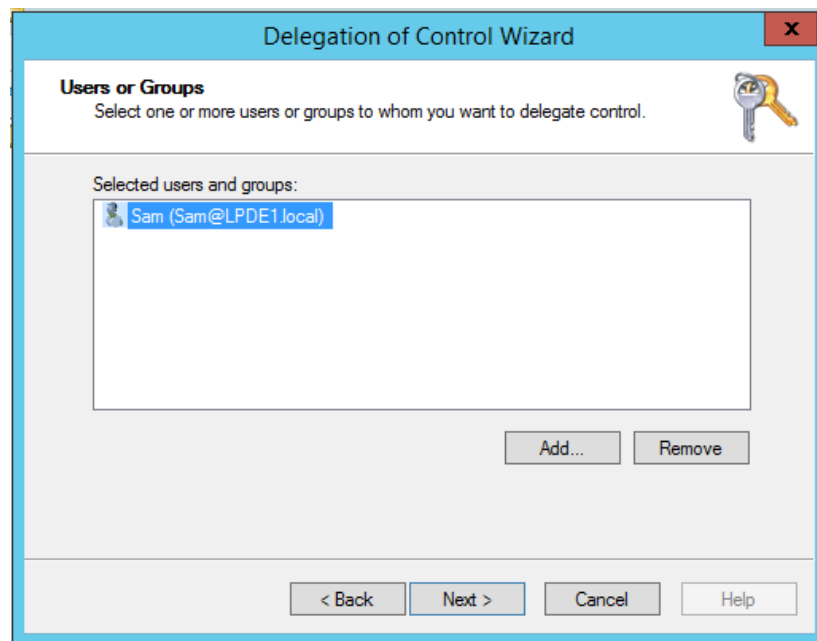 Delegation of Control Wizard
x
Users or Groups
Select one or more users or groups to whom you want to delegate control.
Selected users and groups:
Sam (Sam@LPDE1.local)
Add...
Remove
< Back
Next >
Cancel
Help